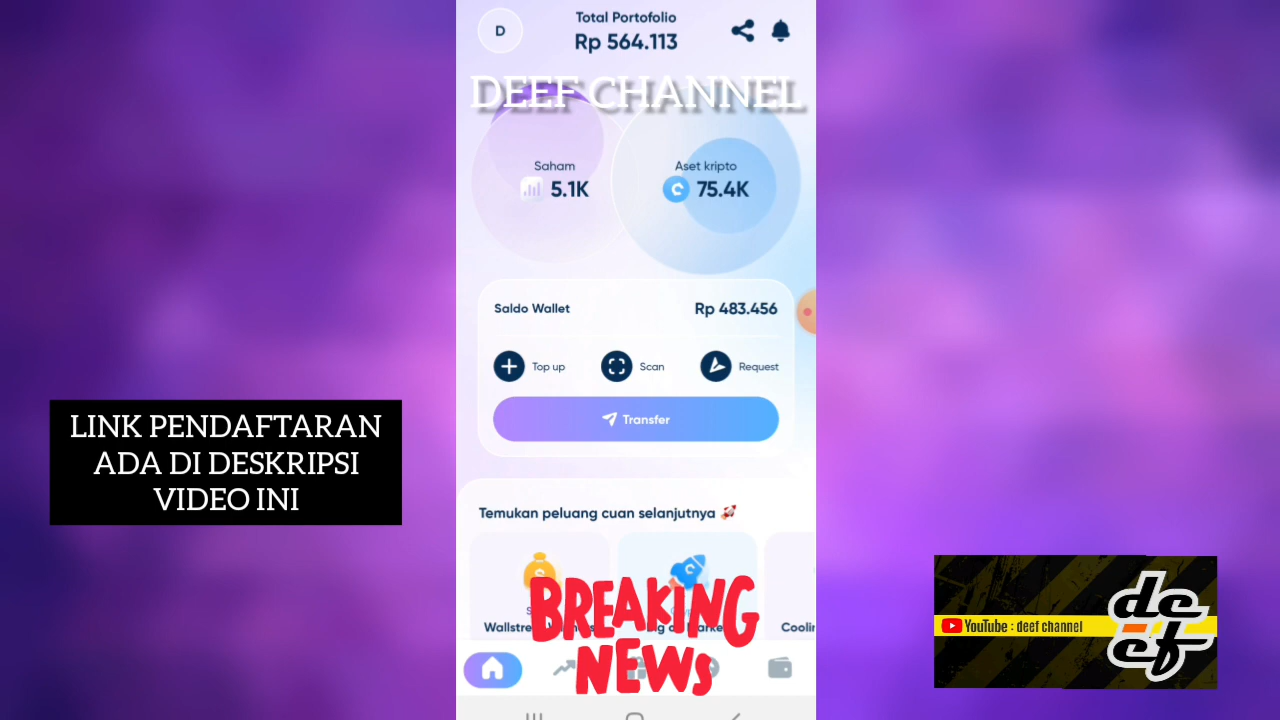 D
Total Portofolio
Rp 564.113
DEEF CHANNEL
Saham
5.1K
Aset kripto
75.4K
Saldo Wallet
Rp 483.456
Top up
Scan
Request
Transfer
LINK PENDAFTARAN
ADA DI DESKRIPSI
VIDEO INI
Temukan peluang cuan selanjutnya 🚀
BREAKING
NEWS
YouTube : deef channel
de
ef